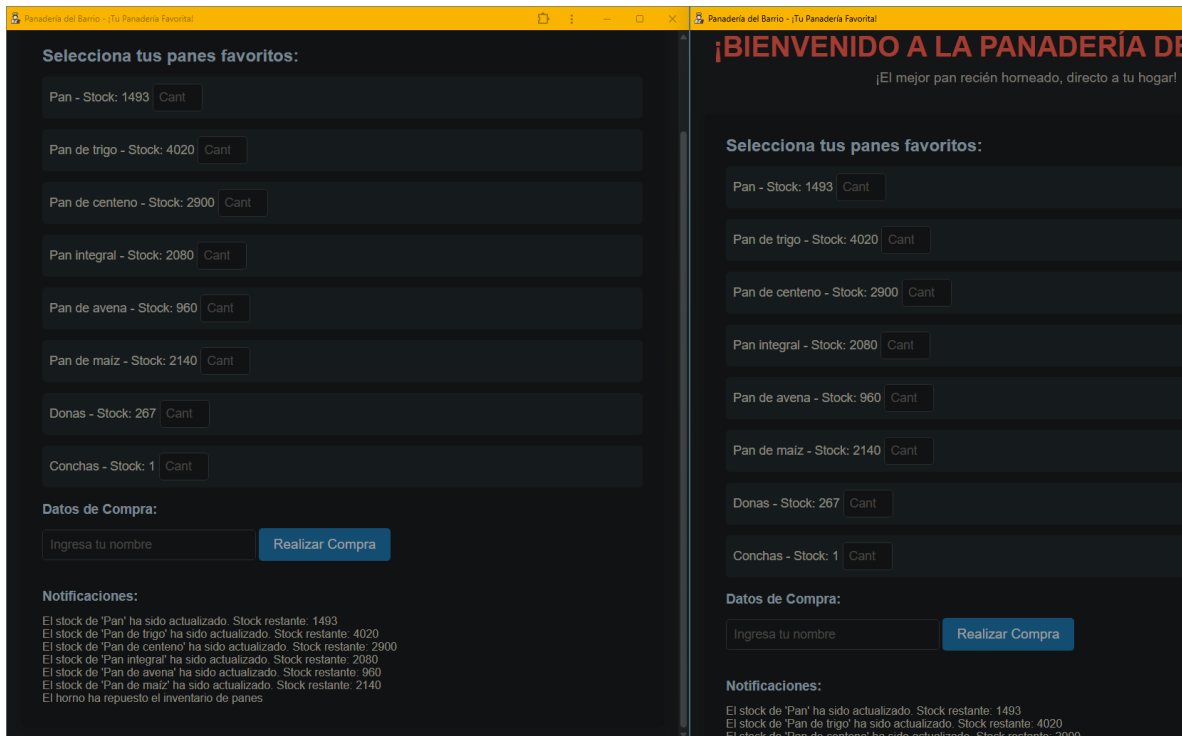 Panadería del Barrio - ¡Tu Panadería Favorita!
Selecciona tus panes favoritos:
Pan - Stock: 1493 Cant
Pan de trigo - Stock: 4020 Cant
Pan de centeno - Stock: 2900 Cant
Pan integral - Stock: 2080 Cant
Pan de avena - Stock: 960 Cant
Pan de maíz - Stock: 2140 Cant
Donas - Stock: 267 Cant
Conchas - Stock: 1 Cant
Datos de Compra:
Ingresa tu nombre Realizar Compra
Notificaciones:
El stock de 'Pan' ha sido actualizado. Stock restante: 1493
El stock de 'Pan de trigo' ha sido actualizado. Stock restante: 4020
El stock de 'Pan de centeno' ha sido actualizado. Stock restante: 2900
El stock de 'Pan integral' ha sido actualizado. Stock restante: 2080
El stock de 'Pan de avena' ha sido actualizado. Stock restante: 960
El stock de 'Pan de maíz' ha sido actualizado. Stock restante: 2140
El horno ha repuesto el inventario de panes
Panadería del Barrio - ¡Tu Panadería Favorita!
¡BIENVENIDO A LA PANADERÍA DE
¡El mejor pan recién horneado, directo a tu hogar!
Selecciona tus panes favoritos:
Pan - Stock: 1493 Cant
Pan de trigo - Stock: 4020 Cant
Pan de centeno - Stock: 2900 Cant
Pan integral - Stock: 2080 Cant
Pan de avena - Stock: 960 Cant
Pan de maíz - Stock: 2140 Cant
Donas - Stock: 267 Cant
Conchas - Stock: 1 Cant
Datos de Compra:
Ingresa tu nombre Realizar Compra
Notificaciones:
El stock de 'Pan' ha sido actualizado. Stock restante: 1493
El stock de 'Pan de trigo' ha sido actualizado. Stock restante: 4020
El stock de 'Pan de centeno' ha sido actualizado. Stock restante: 2900